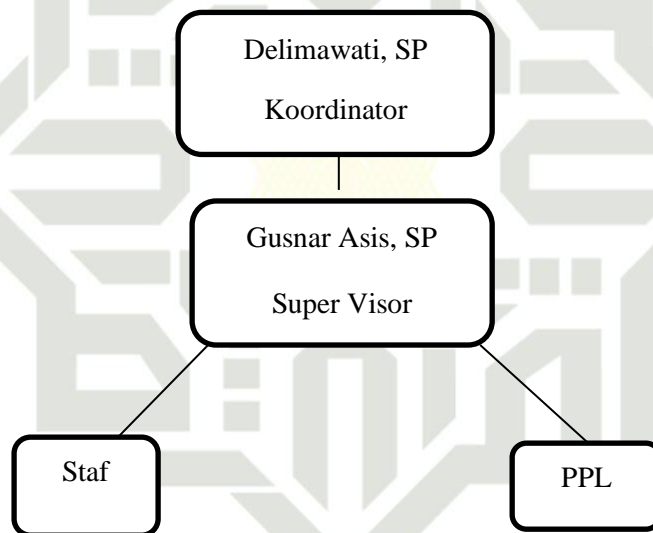 Delimawati, SP
Koordinator
Gusnar Asis, SP
Super Visor
Staf
PPL